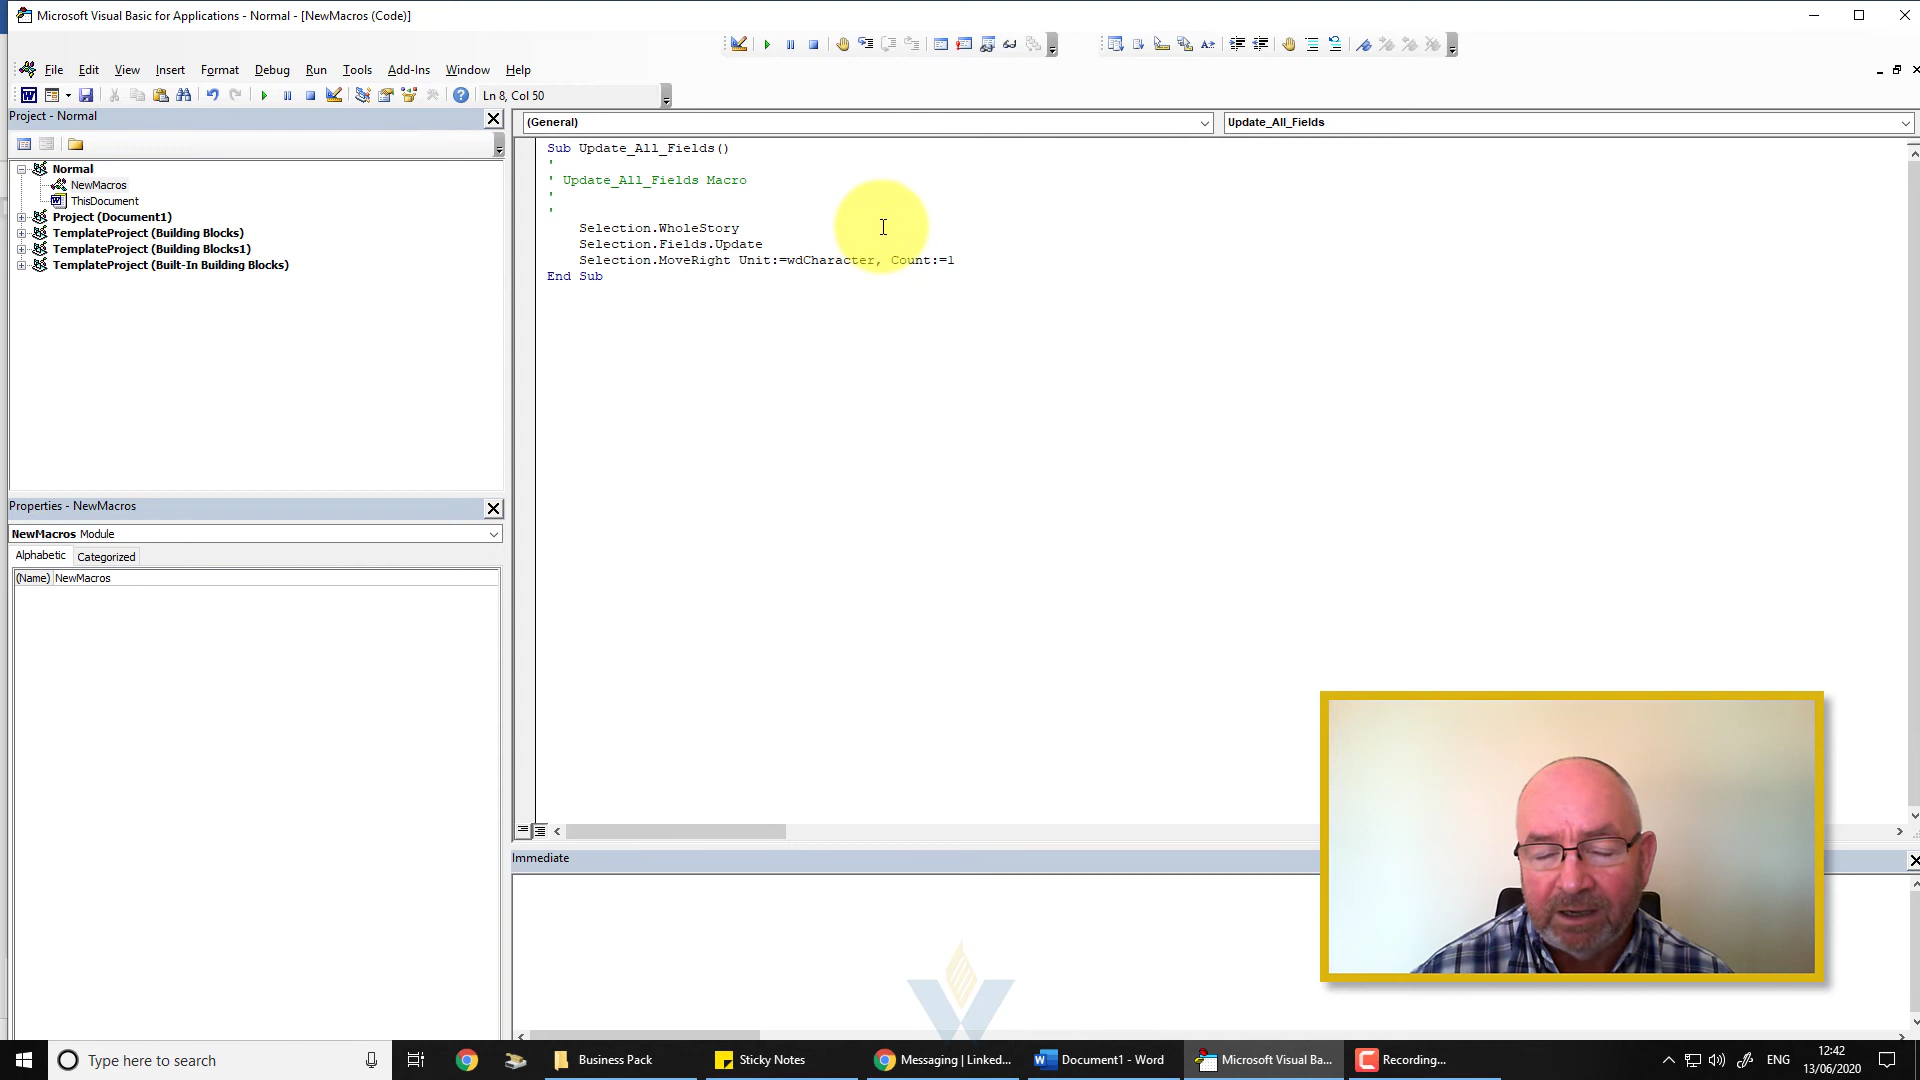 Microsoft Visual Basic for Applications - Normal - [NewMacros (Code)]
File Edit View Insert Format Debug Run Tools Add-Ins Window Help
Ln 8, Col 50
Project - Normal
(General)
Update_All_Fields
Normal
NewMacros
ThisDocument
Project (Document1)
TemplateProject (Building Blocks)
TemplateProject (Building Blocks1)
TemplateProject (Built-In Building Blocks)
Sub Update_All_Fields()
'
' Update_All_Fields Macro
'
'
Selection.WholeStory
Selection.Fields.Update
Selection.MoveRight Unit:=wdCharacter, Count:=1
End Sub
Properties - NewMacros
NewMacros Module
Alphabetic Categorized
(Name) NewMacros
Immediate
Type here to search
Business Pack
Sticky Notes
Messaging | Linked...
Document1 - Word
Microsoft Visual Ba...
Recording...
ENG
12:42
13/06/2020